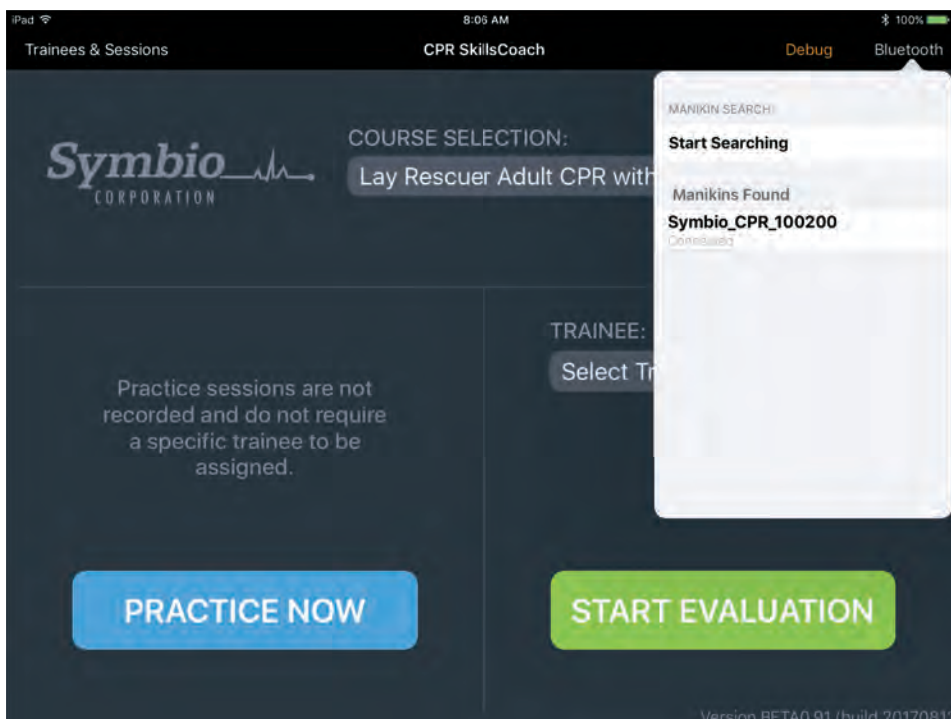 iPad 8:06 AM 100%
Trainees & Sessions CPR SkillsCoach Debug Bluetooth
MANIKIN SEARCH:
Start Searching
Manikins Found
Symbio_CPR_100200
Symbio
CORPORATION
COURSE SELECTION:
Lay Rescuer Adult CPR with
TRAINEE:
Select Tr
Practice sessions are not
recorded and do not require
a specific trainee to be
assigned.
PRACTICE NOW
START EVALUATION
Version BETA0.91 (build 2017081